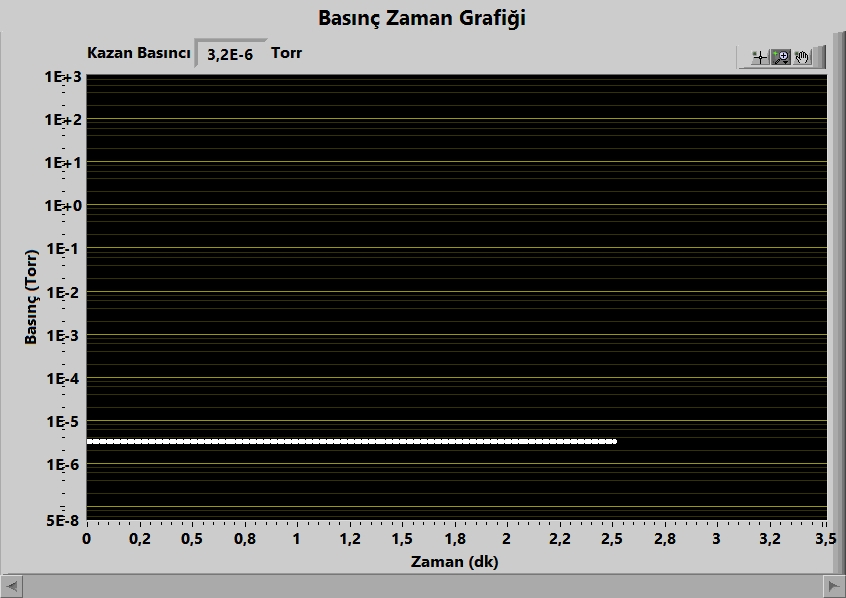 Basınç Zaman Grafiği
Kazan Basıncı 3,2E-6 Torr
1E+3
1E+2
1E+1
1E+0
1E-1
1E-2
1E-3
1E-4
1E-5
1E-6
5E-8
Basınç (Torr)
0 0,2 0,5 0,8 1 1,2 1,5 1,8 2 2,2 2,5 2,8 3 3,2 3,5
Zaman (dk)